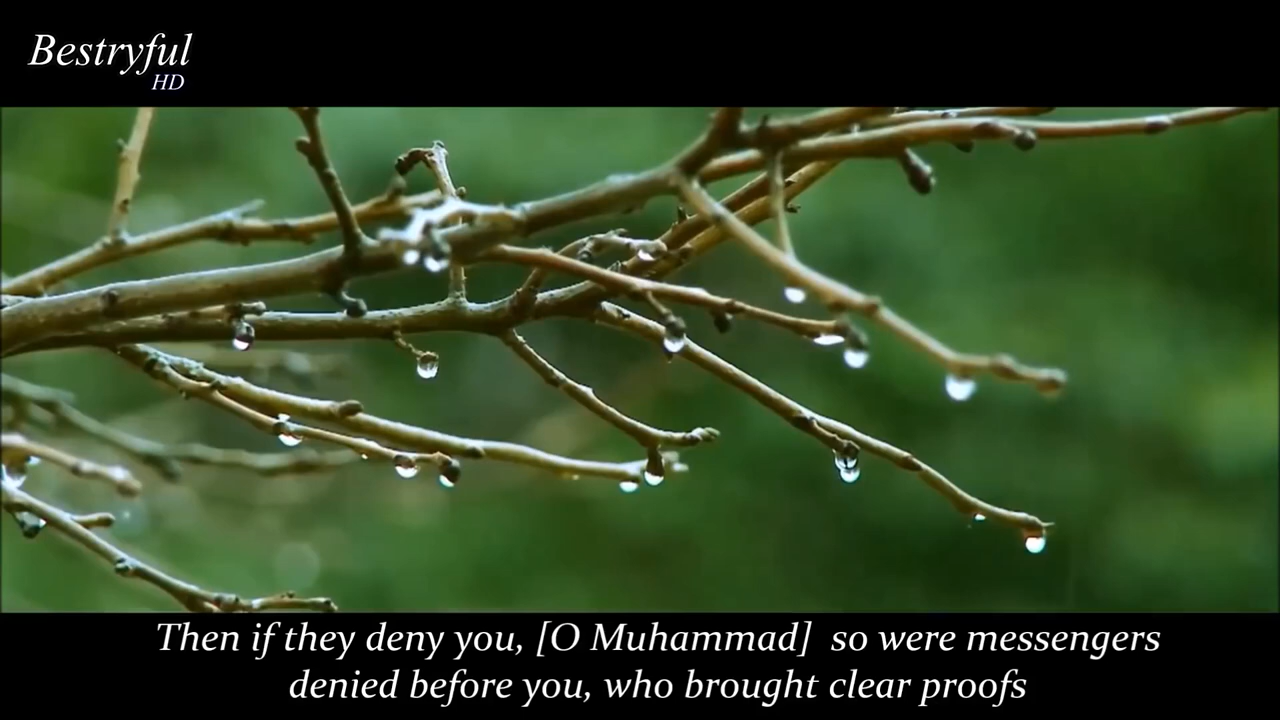 Bestryful
HD
Then if they deny you, [O Muhammad]  so were messengers
denied before you, who brought clear proofs